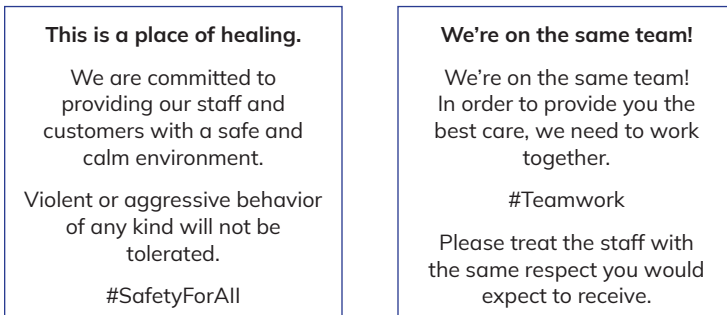 This is a place of healing.
We are committed to
providing our staff and
customers with a safe and
calm environment.
Violent or aggressive behavior
of any kind will not be
tolerated.
#SafetyForAll
We’re on the same team!
We’re on the same team!
In order to provide you the
best care, we need to work
together.
#Teamwork
Please treat the staff with
the same respect you would
expect to receive.